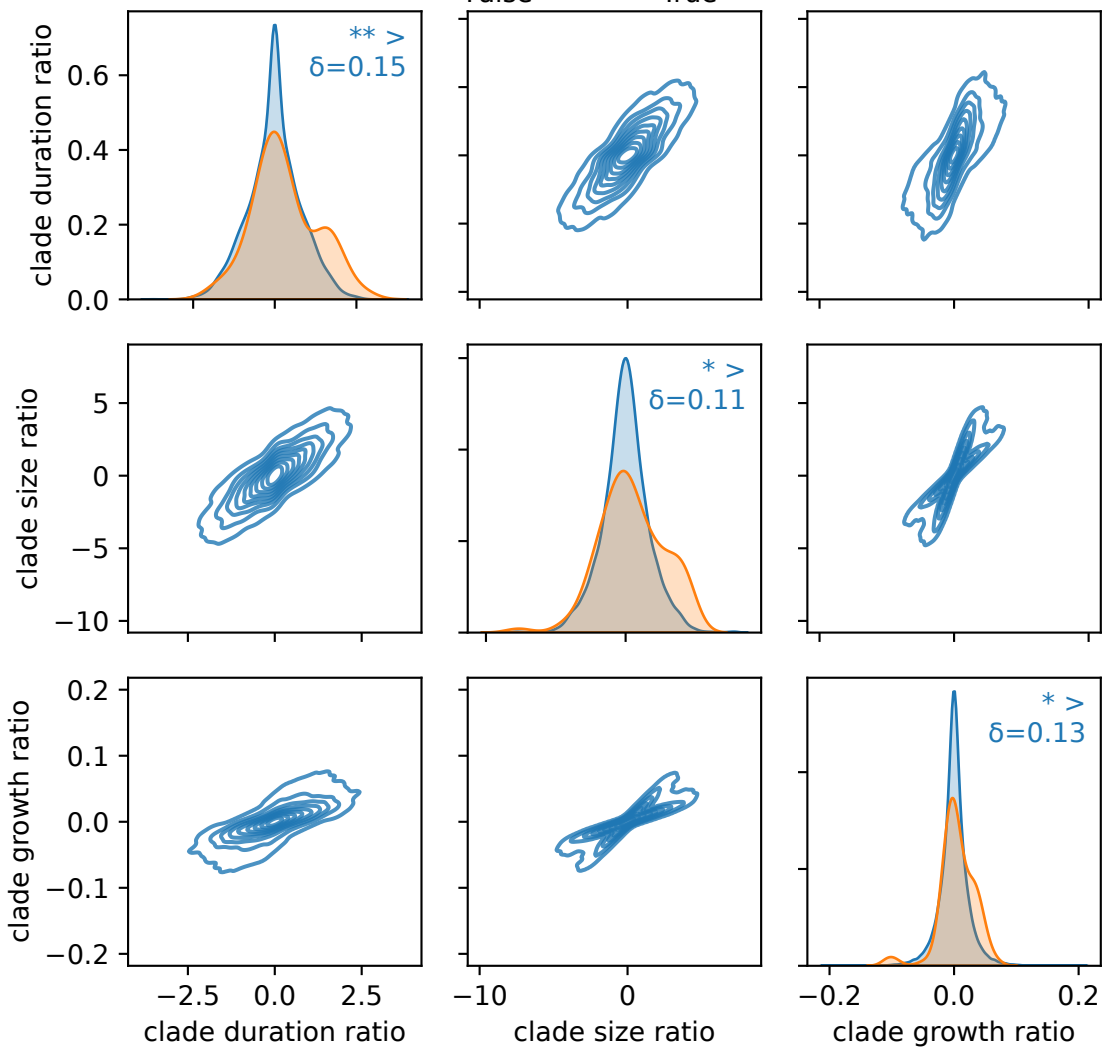 False True
clade duration ratio
0.6
0.4
0.2
0.0
** >
δ=0.15
clade size ratio
5
0
−5
−10
* >
δ=0.11
clade growth ratio
0.2
0.1
0.0
−0.1
−0.2
* >
δ=0.13
−2.5 0.0 2.5
−10 0
−0.2 0.0 0.2
clade duration ratio
clade size ratio
clade growth ratio